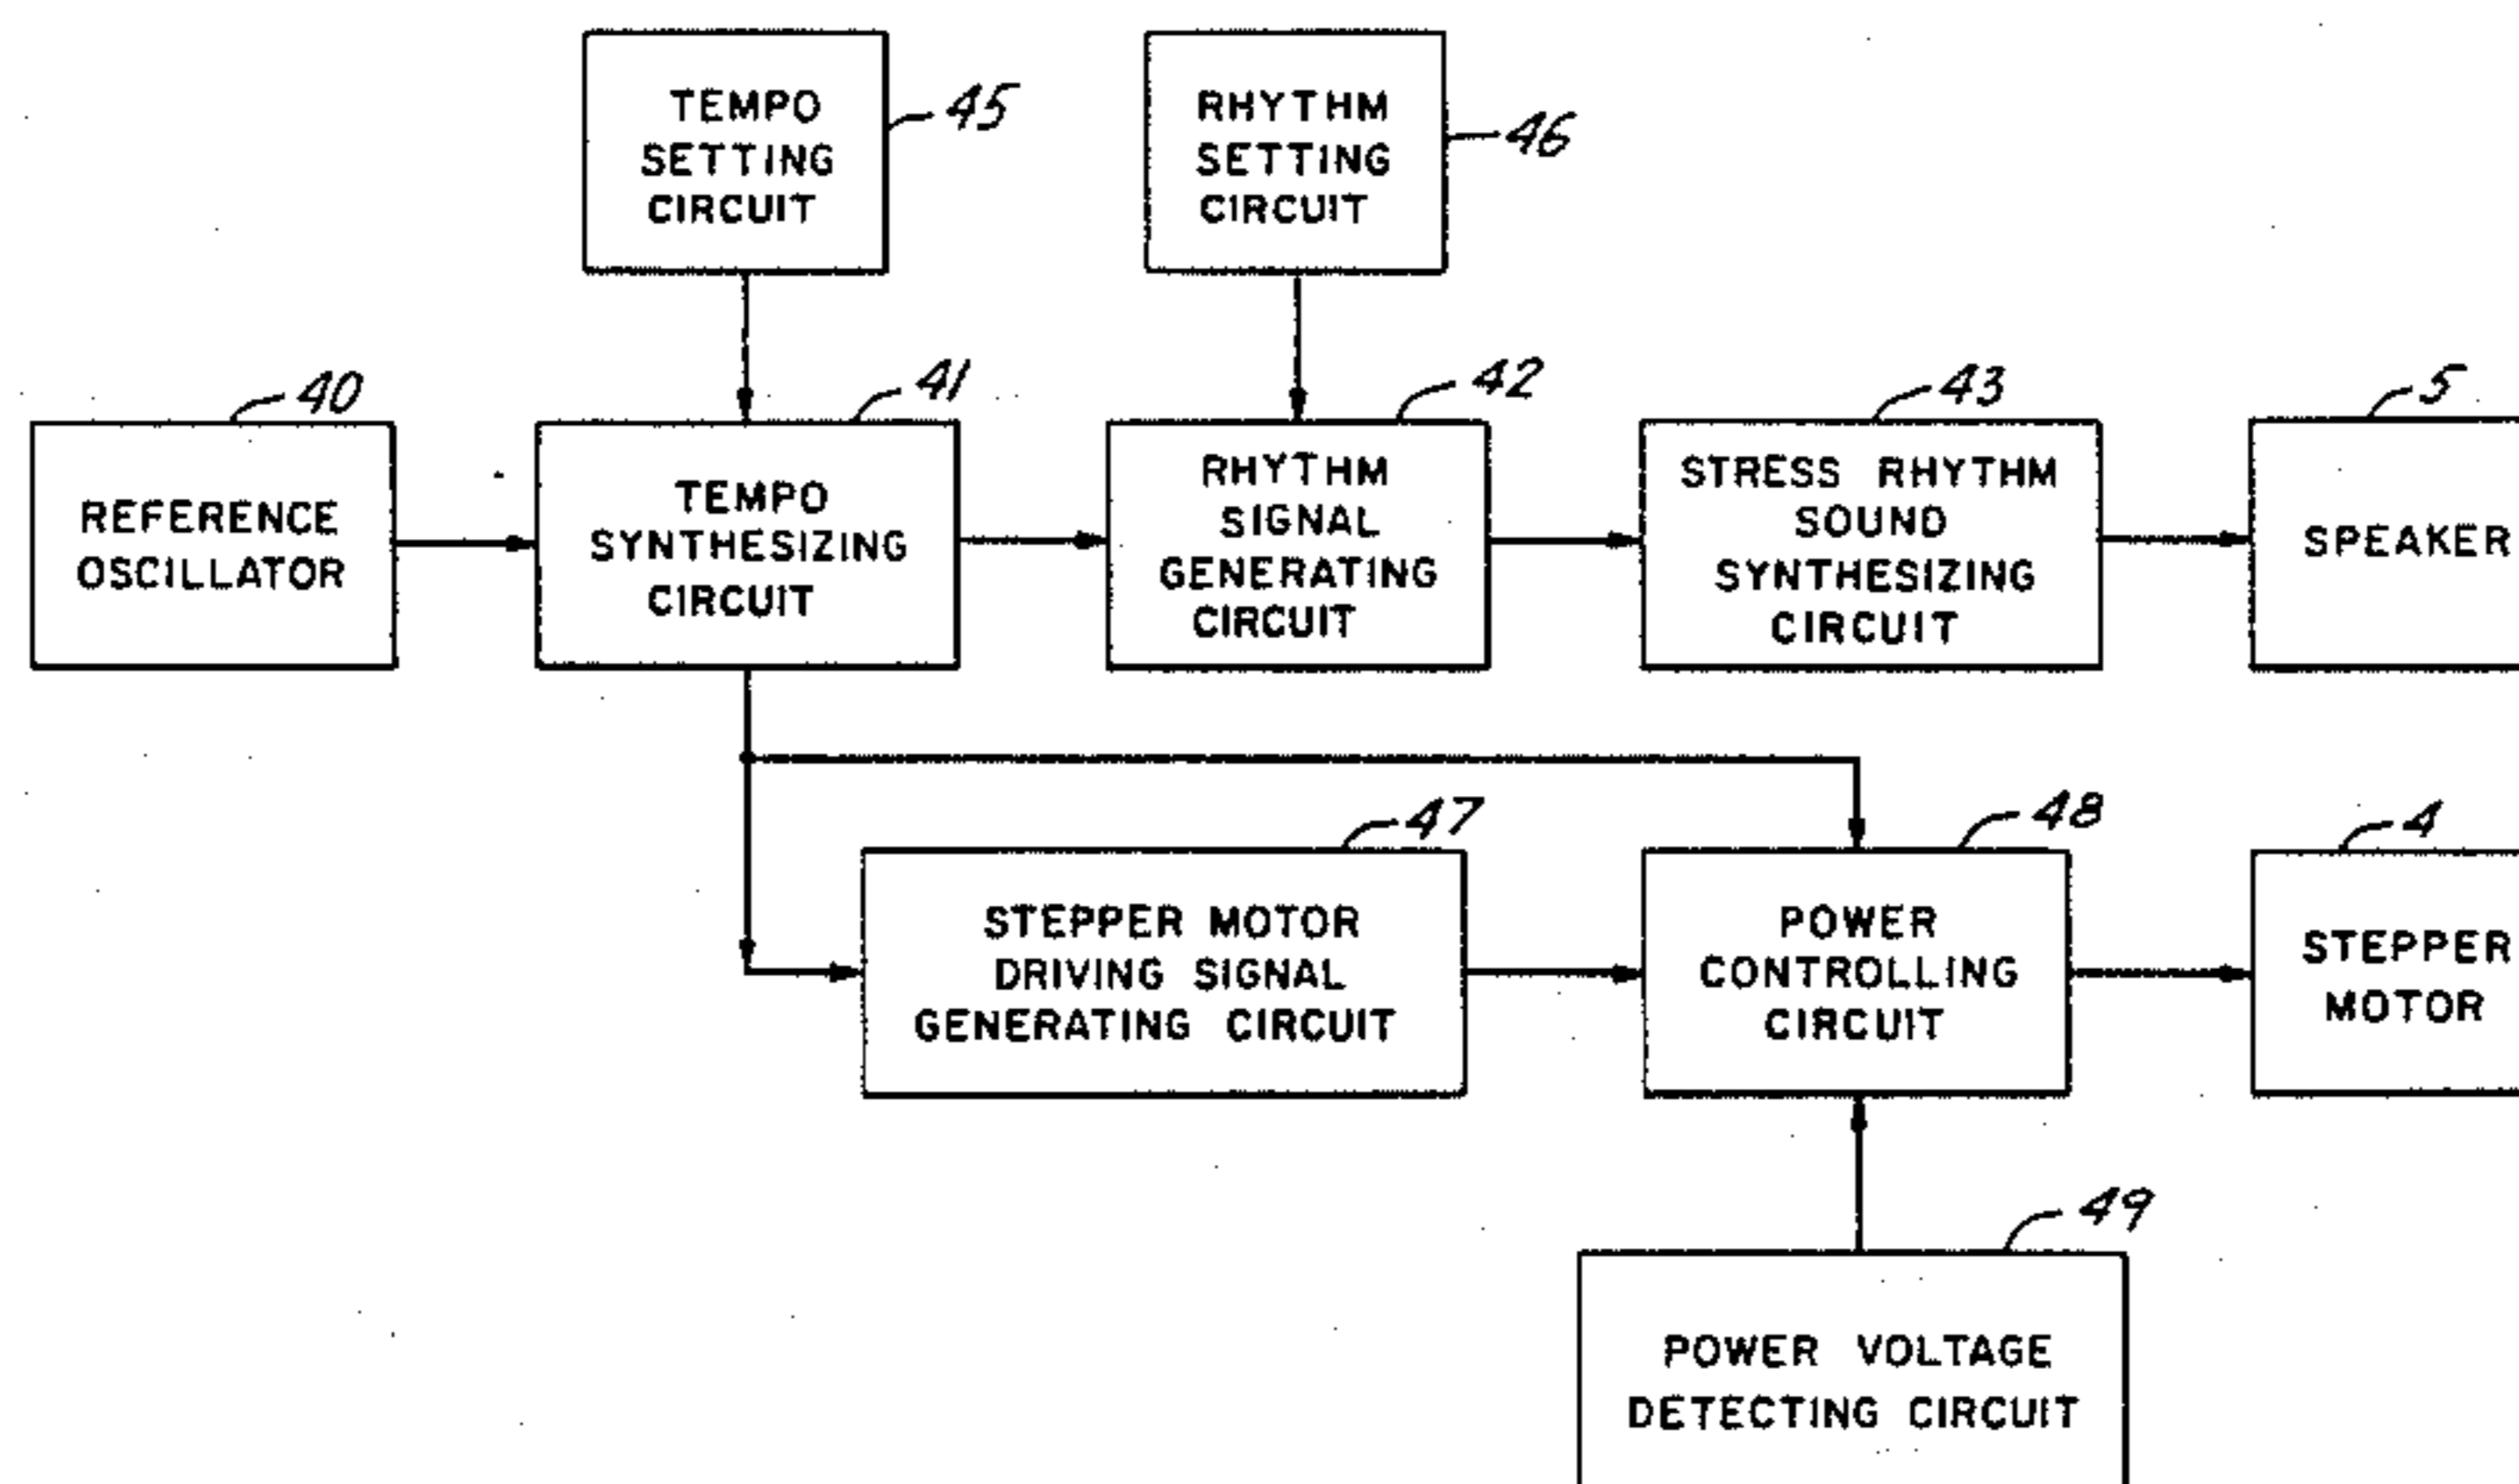 TEMPO
SETTING
CIRCUIT
45
RHYTHM
SETTING
CIRCUIT
46
40
REFERENCE
OSCILLATOR
41
TEMPO
SYNTHESIZING
CIRCUIT
42
RHYTHM
SIGNAL
GENERATING
CIRCUIT
43
STRESS RHYTHM
SOUND
SYNTHESIZING
CIRCUIT
5
SPEAKER
47
STEPPER MOTOR
DRIVING SIGNAL
GENERATING CIRCUIT
48
POWER
CONTROLLING
CIRCUIT
4
STEPPER
MOTOR
49
POWER VOLTAGE
DETECTING CIRCUIT